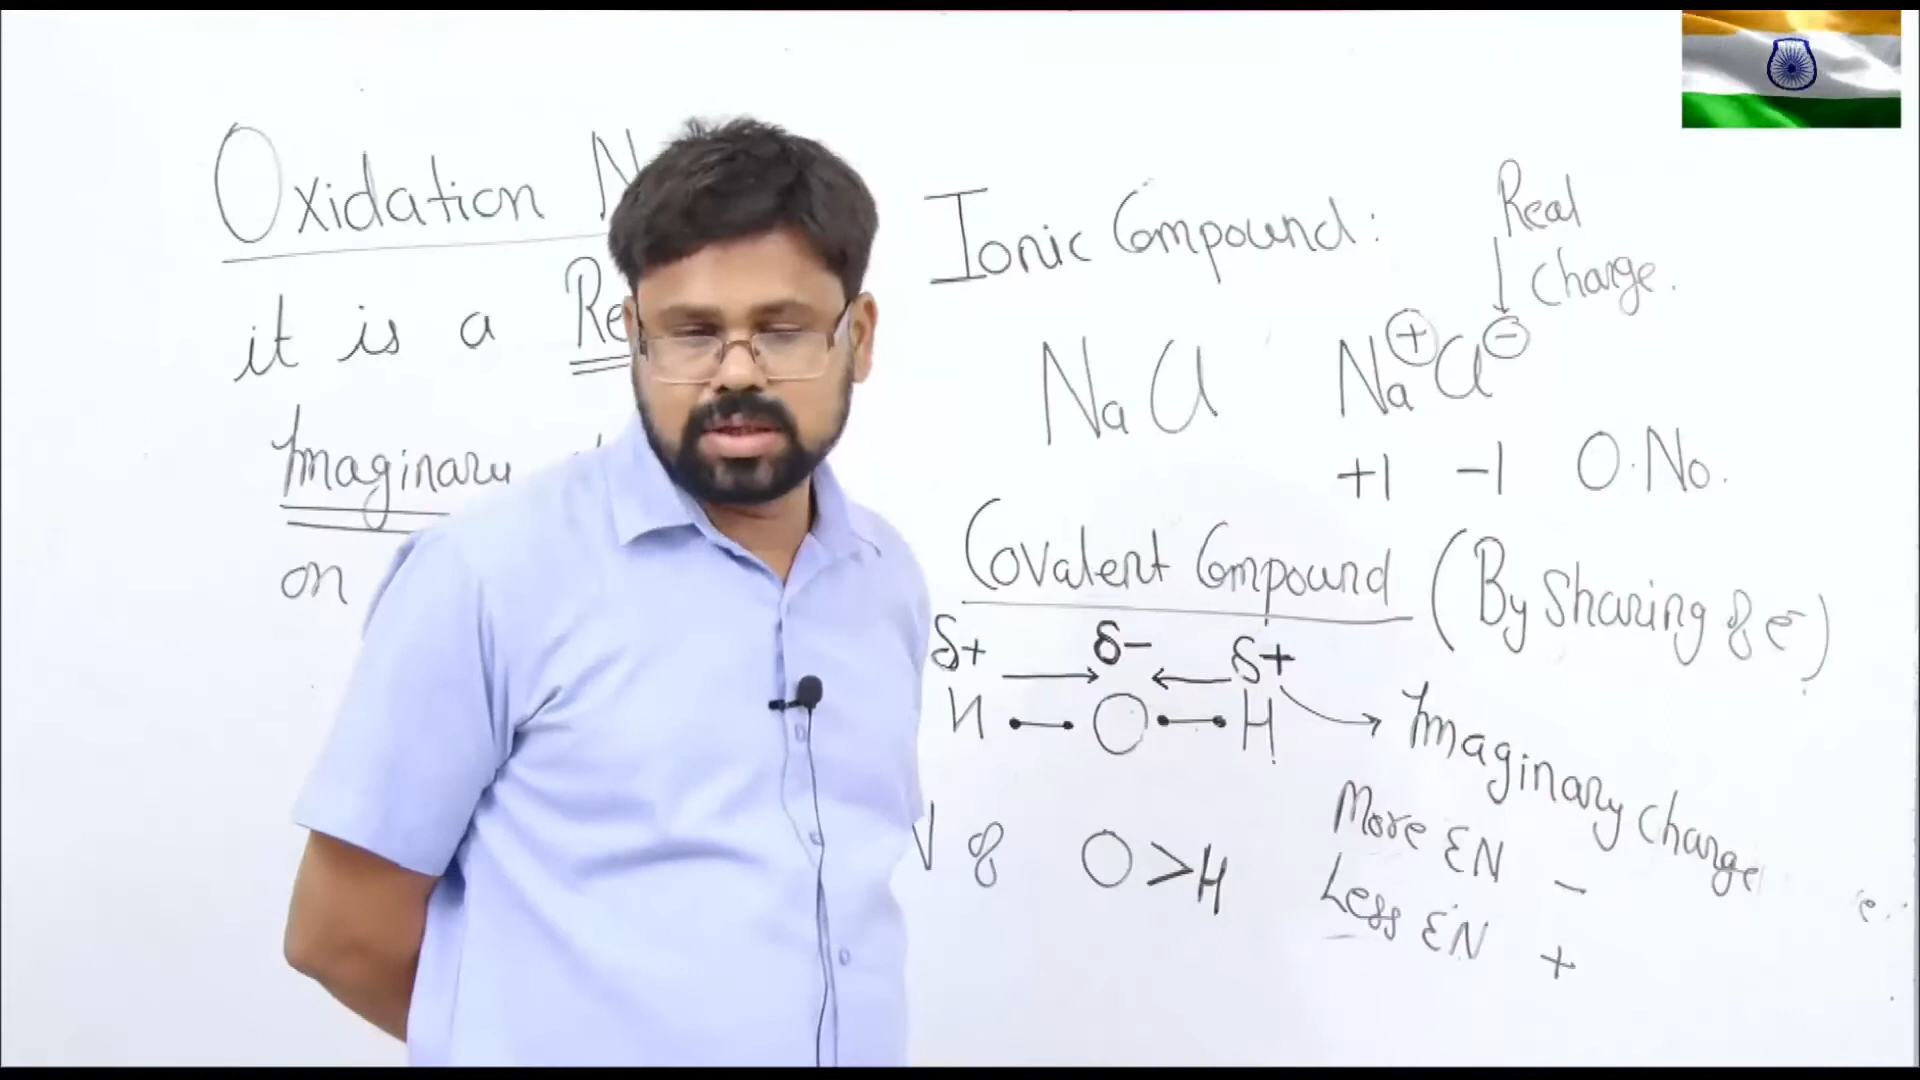 Oxidation
it is a
Imaginary
on
Ionic Compound:
Real
Charge.
NaCl Na⊕Cl⊖
+1 -1 O.No.
Covalent Compound (By Sharing of e⁻)
δ+ δ- δ+
H O H
Imaginary Charge
of O>H
More EN -
Less EN +